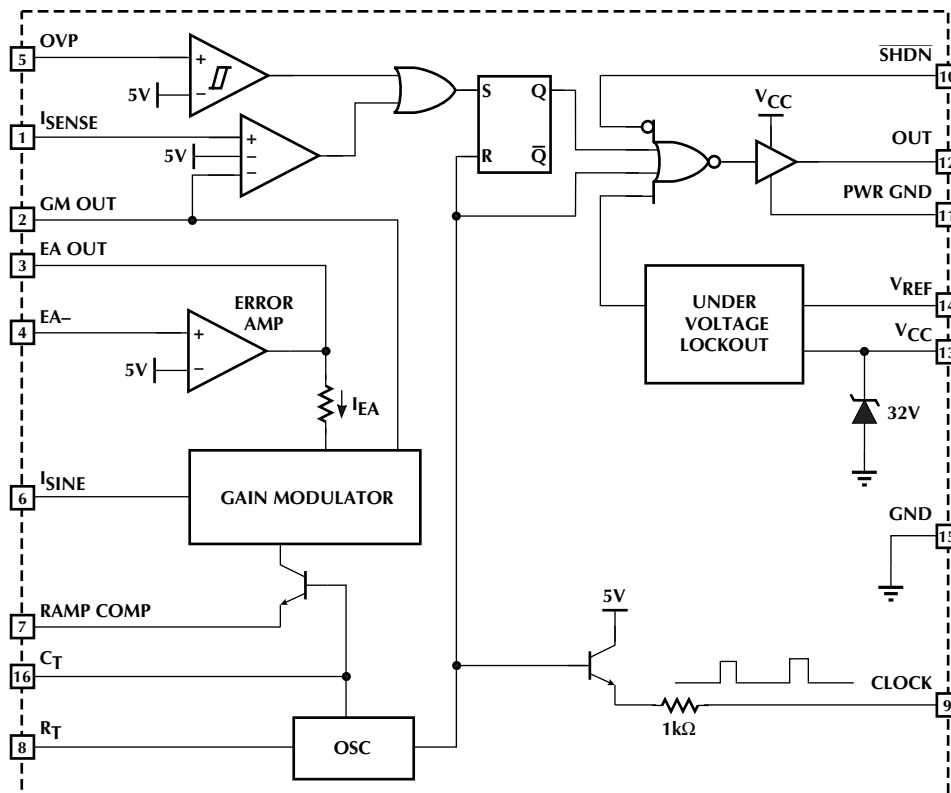 5 OVP
+
−
5V
1 ISENSE
+
−
−
5V
2 GM OUT
3 EA OUT
4 EA–
ERROR
AMP
+
−
5V
IEA
6 ISINE
GAIN MODULATOR
7 RAMP COMP
16 CT
8 RT
OSC
S Q
R Q̅
VCC
S̅H̅D̅N̅
10
OUT
12
PWR GND
11
UNDER
VOLTAGE
LOCKOUT
VREF
14
VCC
13
32V
GND
15
5V
1kΩ
CLOCK
9